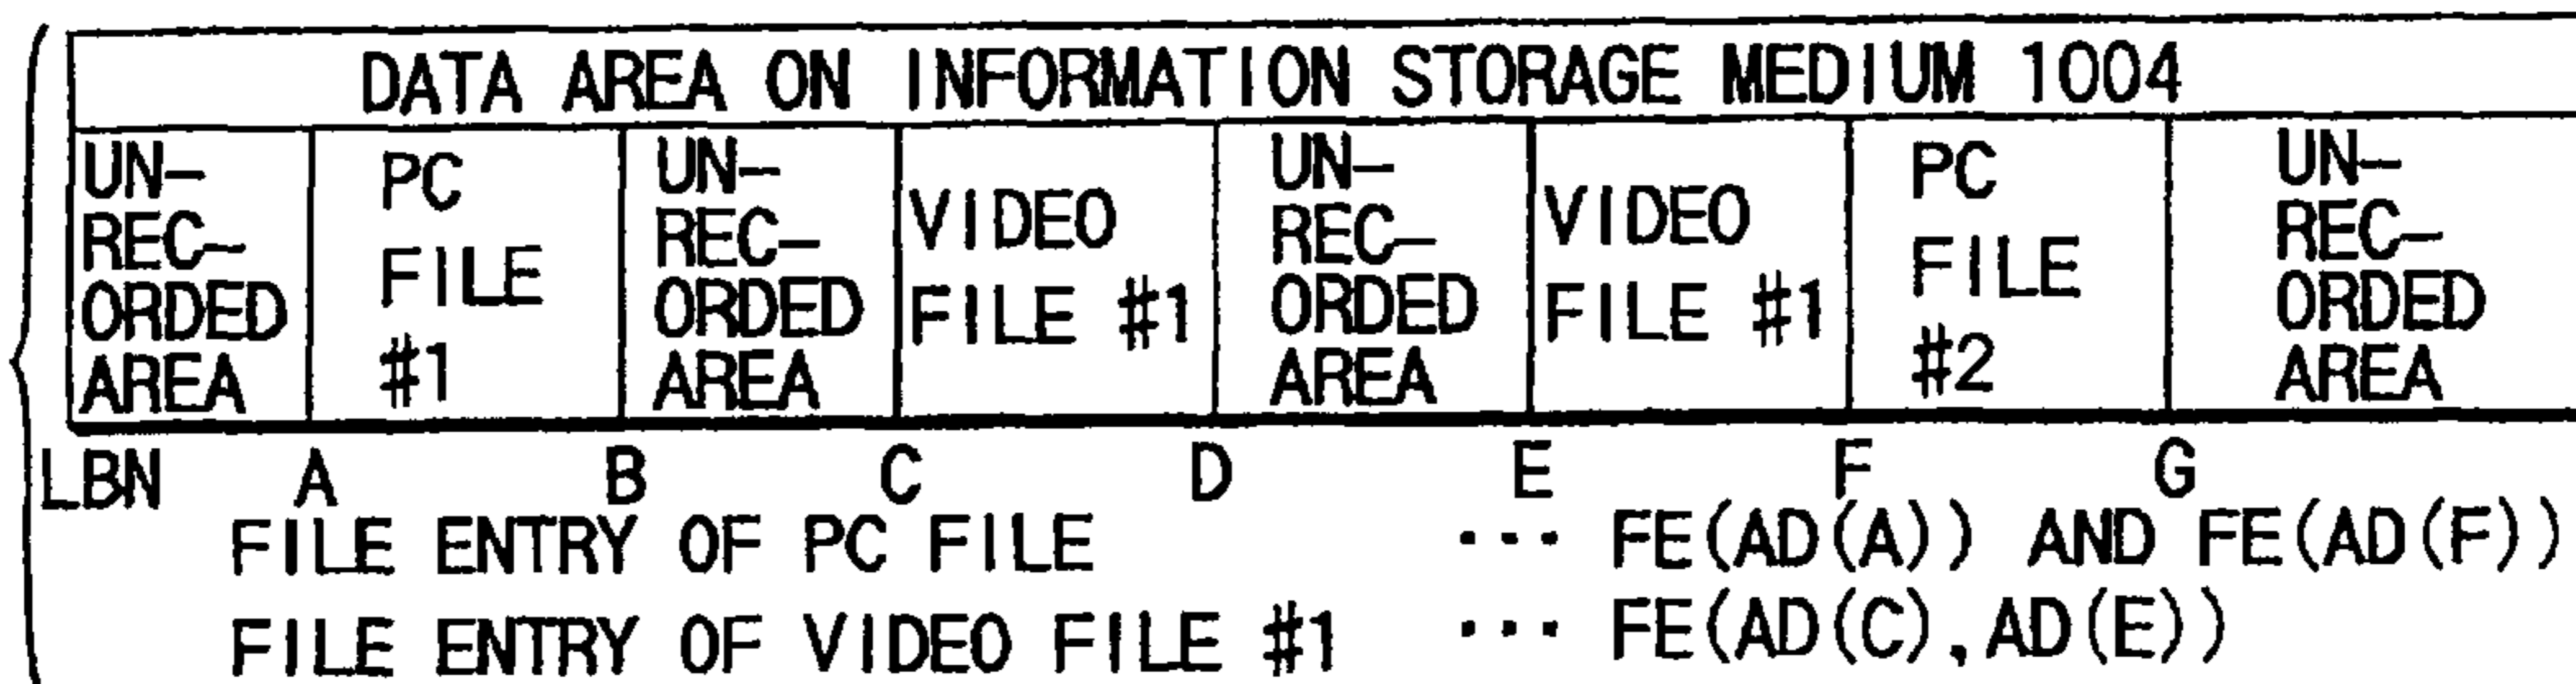 DATA AREA ON INFORMATION STORAGE MEDIUM 1004
UN-
REC-
ORDED
AREA
PC
FILE
#1
UN-
REC-
ORDED
AREA
VIDEO
FILE #1
UN-
REC-
ORDED
AREA
VIDEO
FILE #1
PC
FILE
#2
UN-
REC-
ORDED
AREA
LBN A B C D E F G
FILE ENTRY OF PC FILE ··· FE(AD(A)) AND FE(AD(F))
FILE ENTRY OF VIDEO FILE #1 ··· FE(AD(C),AD(E))